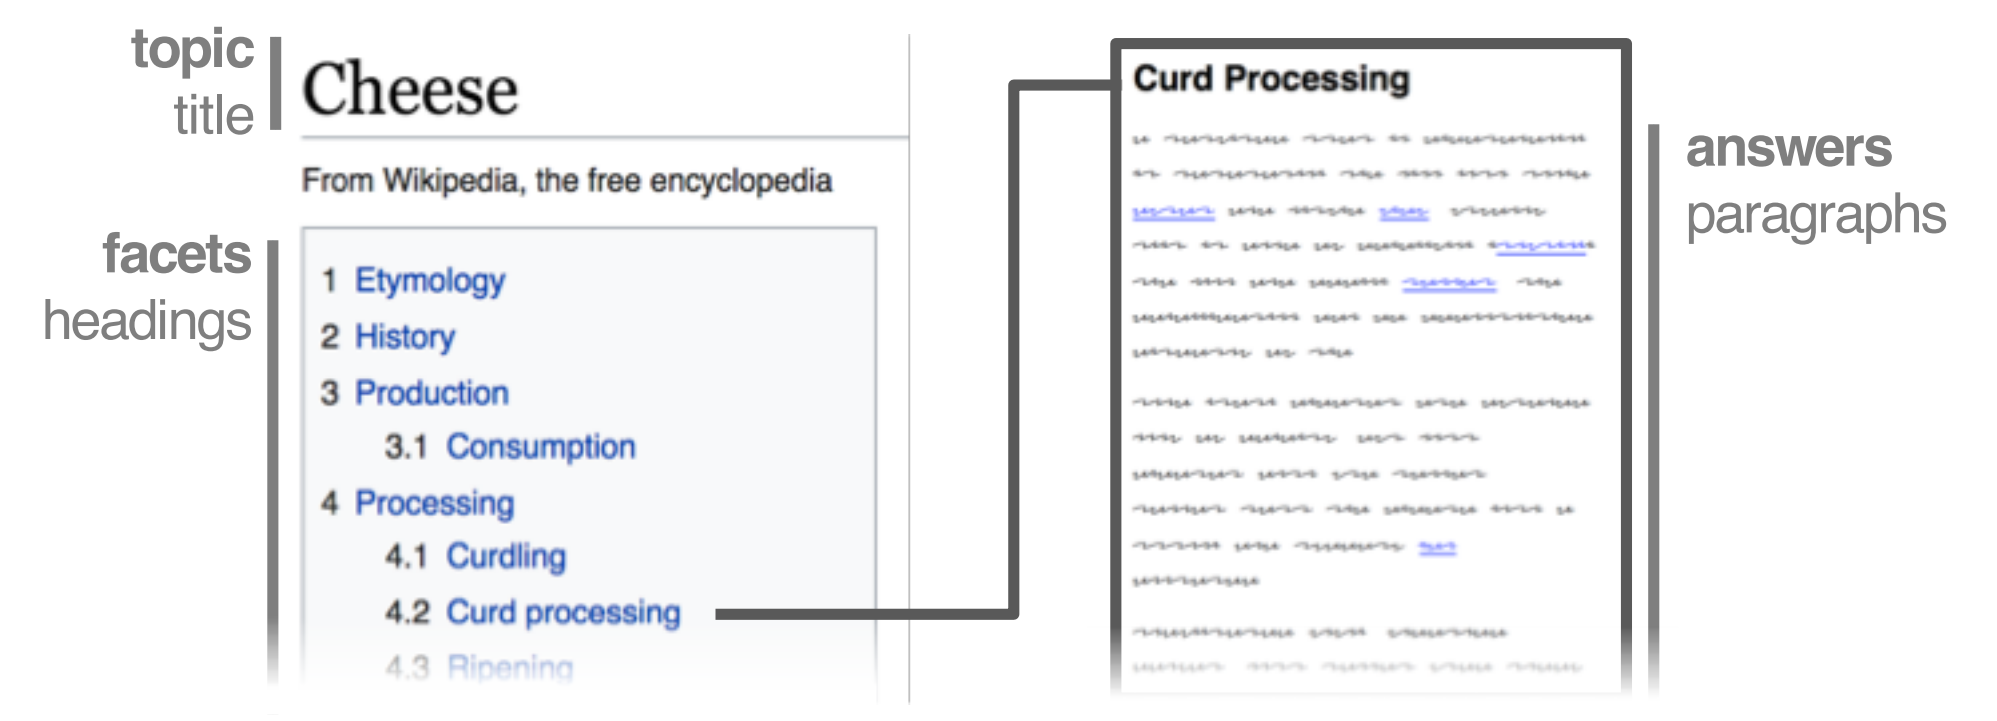 topic
title
Cheese
From Wikipedia, the free encyclopedia
facets
headings
1 Etymology
2 History
3 Production
3.1 Consumption
4 Processing
4.1 Curdling
4.2 Curd processing
4.3 Ripening
Curd Processing
answers
paragraphs